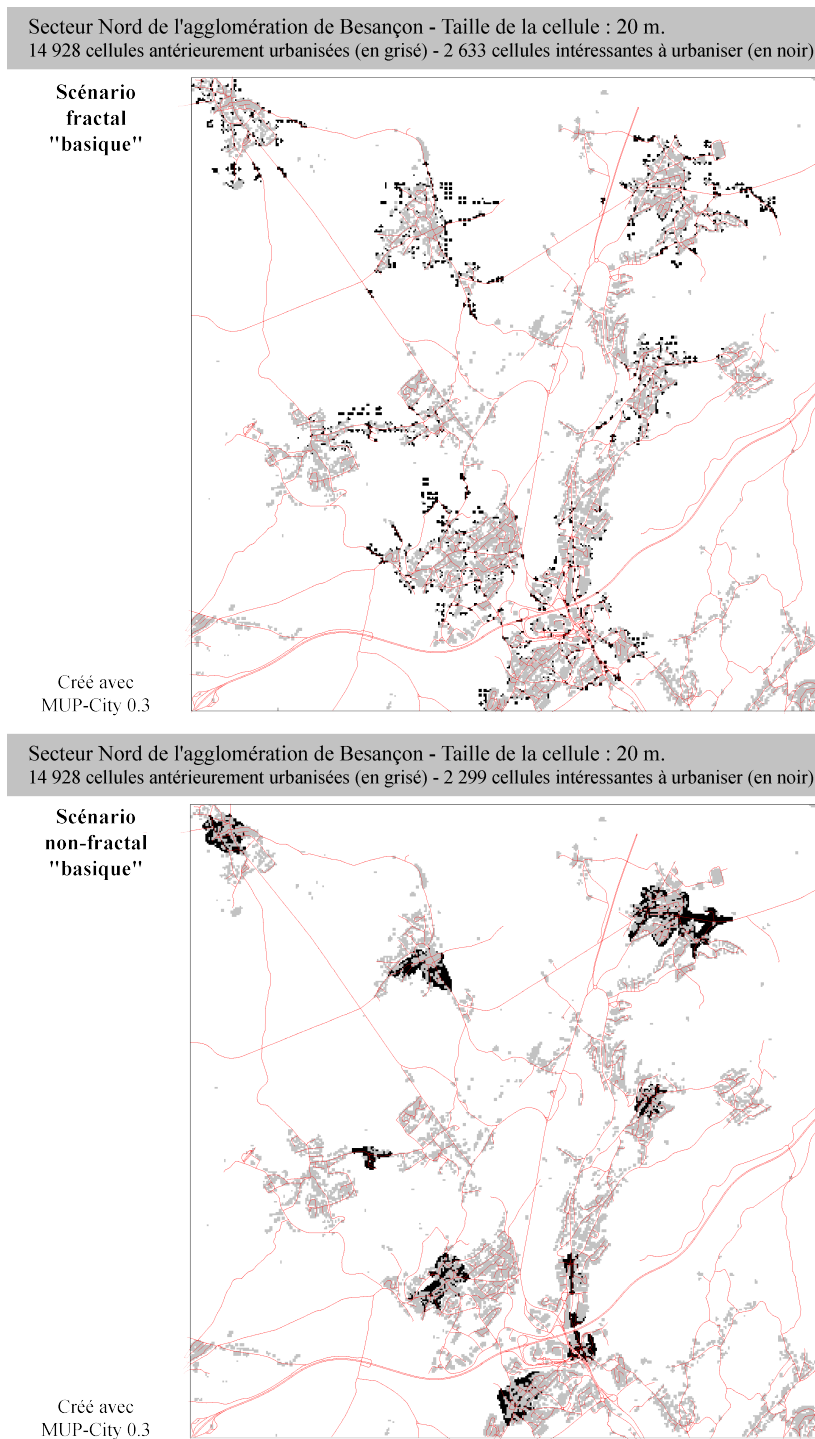 Secteur Nord de l'agglomération de Besançon - Taille de la cellule : 20 m.
14 928 cellules antérieurement urbanisées (en grisé) - 2 633 cellules intéressantes à urbaniser (en noir)
Scénario
fractal
"basique"
Créé avec
MUP-City 0.3
Secteur Nord de l'agglomération de Besançon - Taille de la cellule : 20 m.
14 928 cellules antérieurement urbanisées (en grisé) - 2 299 cellules intéressantes à urbaniser (en noir)
Scénario
non-fractal
"basique"
Créé avec
MUP-City 0.3